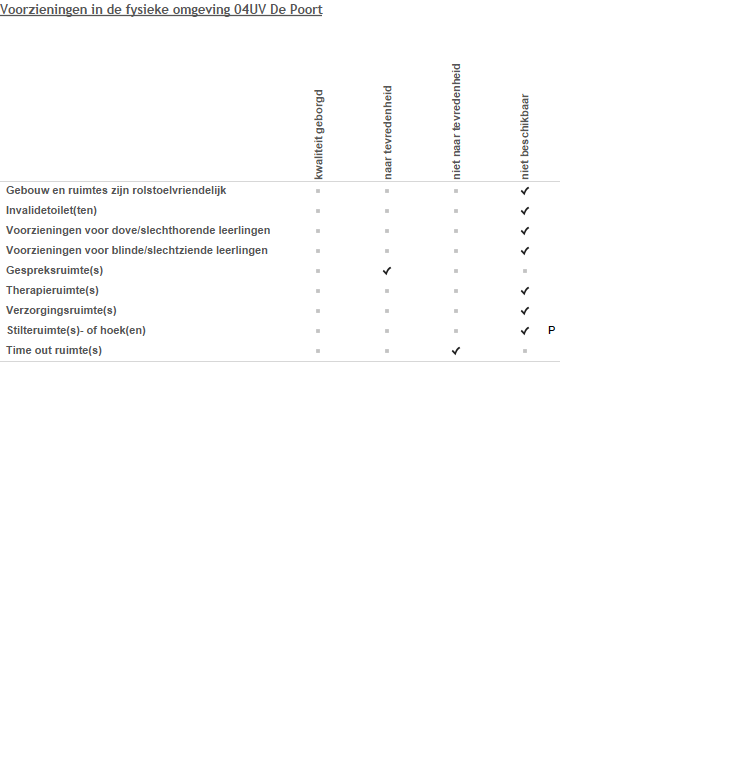 Voorzieningen in de fysieke omgeving 04UV De Poort
kwaliteit geborgd
naar tevredenheid
niet naar tevredenheid
niet beschikbaar
Gebouw en ruimtes zijn rolstoelvriendelijk
Invalidetoilet(ten)
Voorzieningen voor dove/slechthorende leerlingen
Voorzieningen voor blinde/slechtziende leerlingen
Gespreksruimte(s)
Therapieruimte(s)
Verzorgingsruimte(s)
Stilteruimte(s)- of hoek(en) P
Time out ruimte(s)